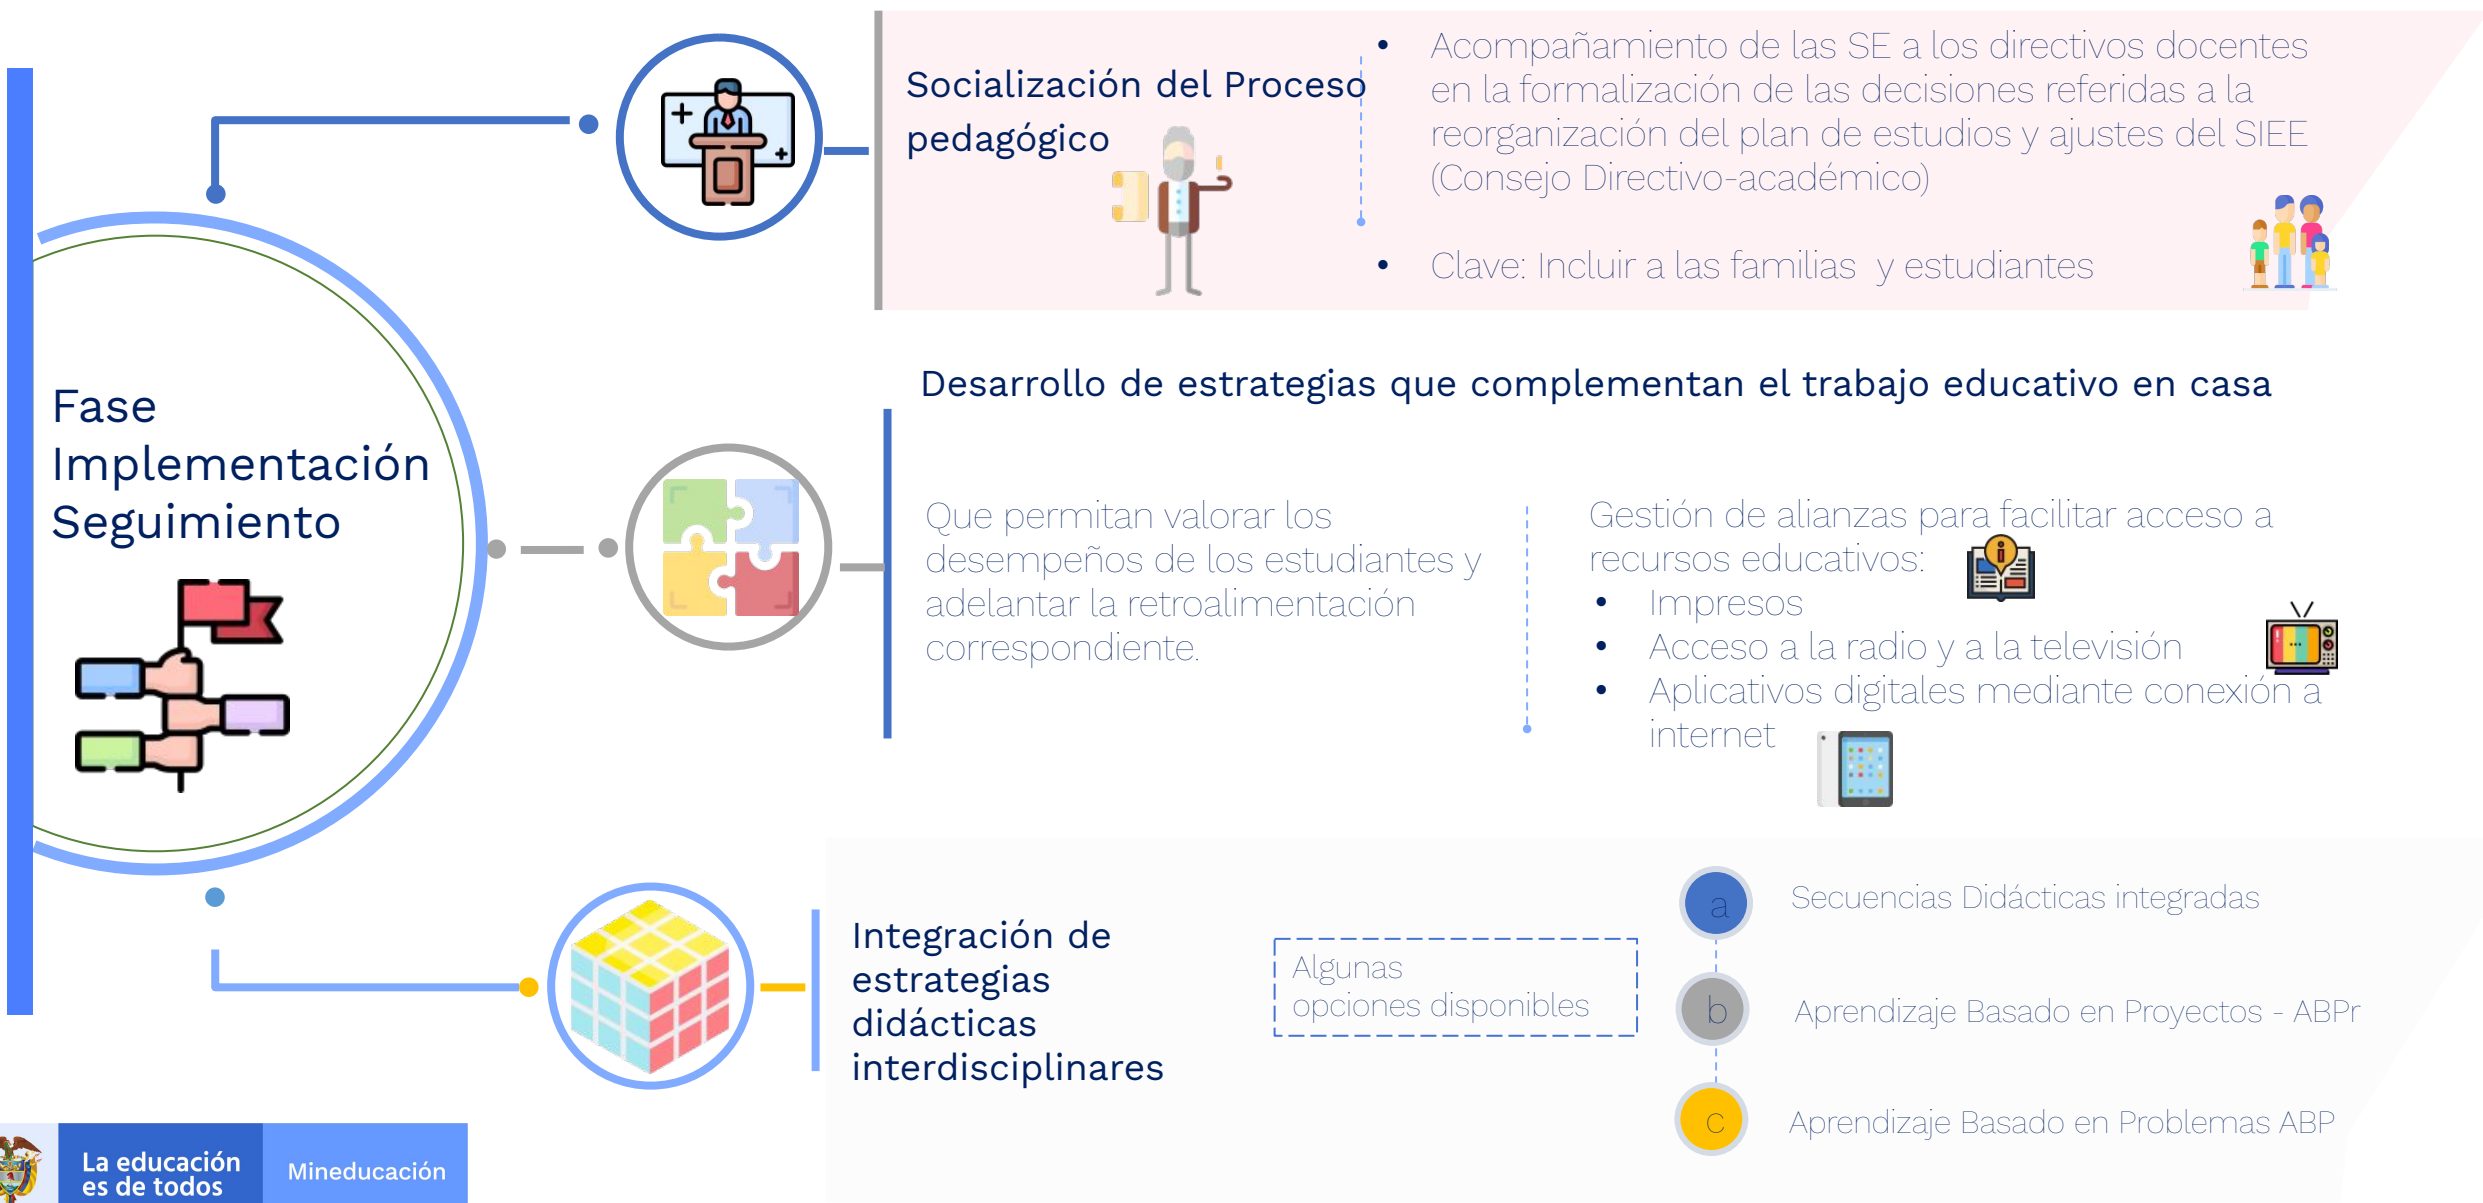 Fase
Implementación
Seguimiento
Socialización del Proceso
pedagógico
• Acompañamiento de las SE a los directivos docentes
en la formalización de las decisiones referidas a la
reorganización del plan de estudios y ajustes del SIEE
(Consejo Directivo-académico)
• Clave: Incluir a las familias y estudiantes
Desarrollo de estrategias que complementan el trabajo educativo en casa
Que permitan valorar los
desempeños de los estudiantes y
adelantar la retroalimentación
correspondiente.
Gestión de alianzas para facilitar acceso a
recursos educativos:
• Impresos
• Acceso a la radio y a la televisión
• Aplicativos digitales mediante conexión a
internet
Integración de
estrategias
didácticas
interdisciplinares
Algunas
opciones disponibles
a Secuencias Didácticas integradas
b Aprendizaje Basado en Proyectos - ABPr
c Aprendizaje Basado en Problemas ABP
La educación
es de todos
Mineducación